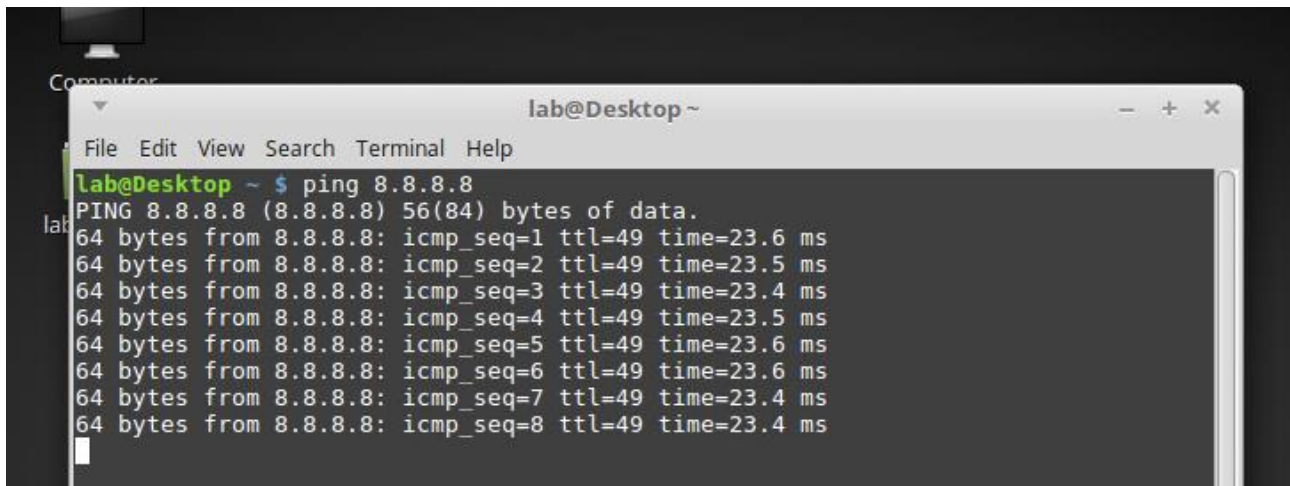 Computer
lab@Desktop ~
− + ×
File Edit View Search Terminal Help
lab@Desktop ~ $ ping 8.8.8.8
PING 8.8.8.8 (8.8.8.8) 56(84) bytes of data.
64 bytes from 8.8.8.8: icmp_seq=1 ttl=49 time=23.6 ms
64 bytes from 8.8.8.8: icmp_seq=2 ttl=49 time=23.5 ms
64 bytes from 8.8.8.8: icmp_seq=3 ttl=49 time=23.4 ms
64 bytes from 8.8.8.8: icmp_seq=4 ttl=49 time=23.5 ms
64 bytes from 8.8.8.8: icmp_seq=5 ttl=49 time=23.6 ms
64 bytes from 8.8.8.8: icmp_seq=6 ttl=49 time=23.6 ms
64 bytes from 8.8.8.8: icmp_seq=7 ttl=49 time=23.4 ms
64 bytes from 8.8.8.8: icmp_seq=8 ttl=49 time=23.4 ms